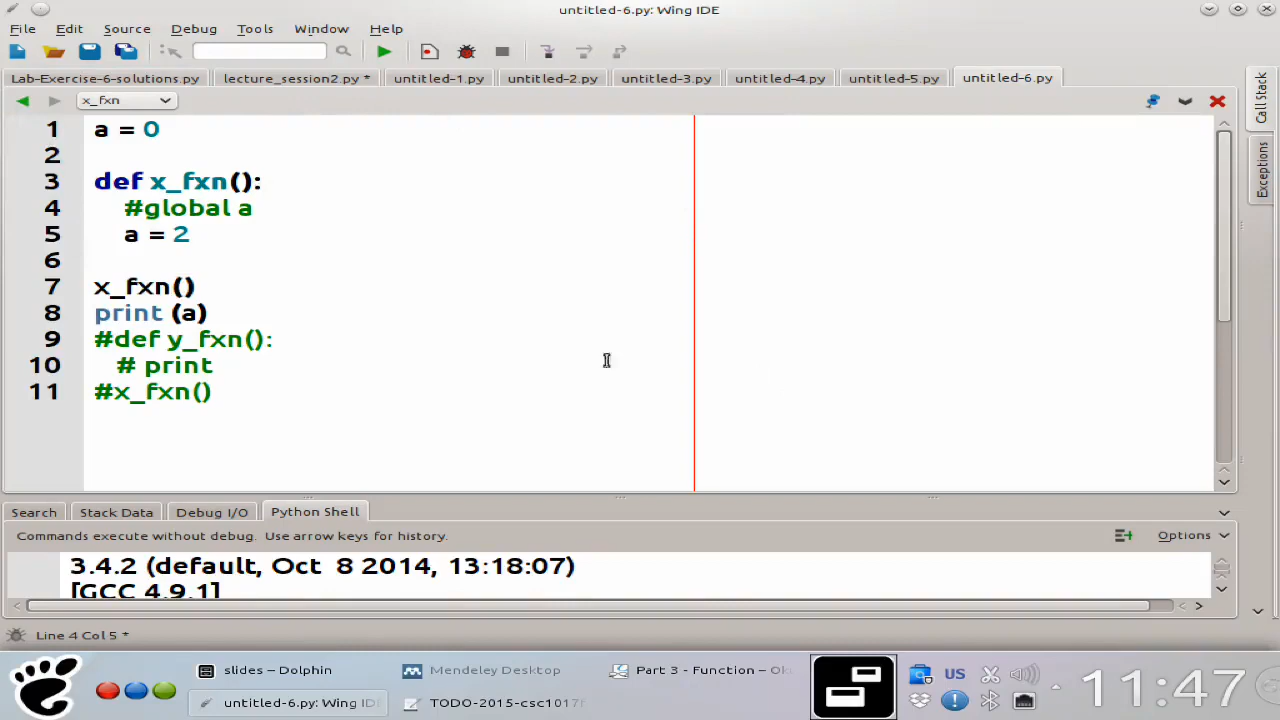 untitled-6.py: Wing IDE
File Edit Source Debug Tools Window Help
Lab-Exercise-6-solutions.py lecture_session2.py * untitled-1.py untitled-2.py untitled-3.py untitled-4.py untitled-5.py untitled-6.py
x_fxn
1 a = 0
2
3 def x_fxn():
4 #global a
5 a = 2
6
7 x_fxn()
8 print (a)
9 #def y_fxn():
10 # print
11 #x_fxn()
Call Stack
Exceptions
Search Stack Data Debug I/O Python Shell
Commands execute without debug. Use arrow keys for history. Options
3.4.2 (default, Oct 8 2014, 13:18:07)
[GCC 4.9.1]
Line 4 Col 5 *
slides – Dolphin Mendeley Desktop Part 3 - Function – Ok
untitled-6.py: Wing IDE TODO-2015-csc1017f
US
11:47